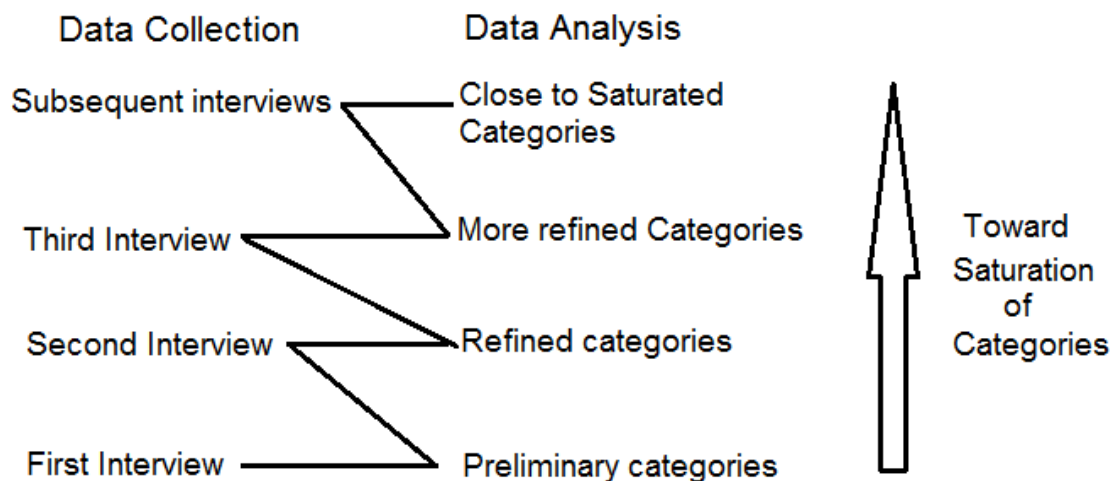 Data Collection
Data Analysis
Subsequent interviews
Close to Saturated
Categories
Third Interview
More refined Categories
Second Interview
Refined categories
First Interview
Preliminary categories
Toward
Saturation
of
Categories